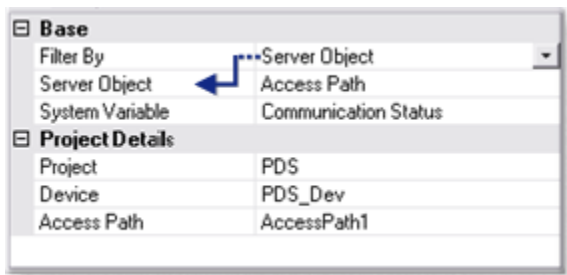 Base
Filter By Server Object
Server Object Access Path
System Variable Communication Status
Project Details
Project PDS
Device PDS_Dev
Access Path AccessPath1